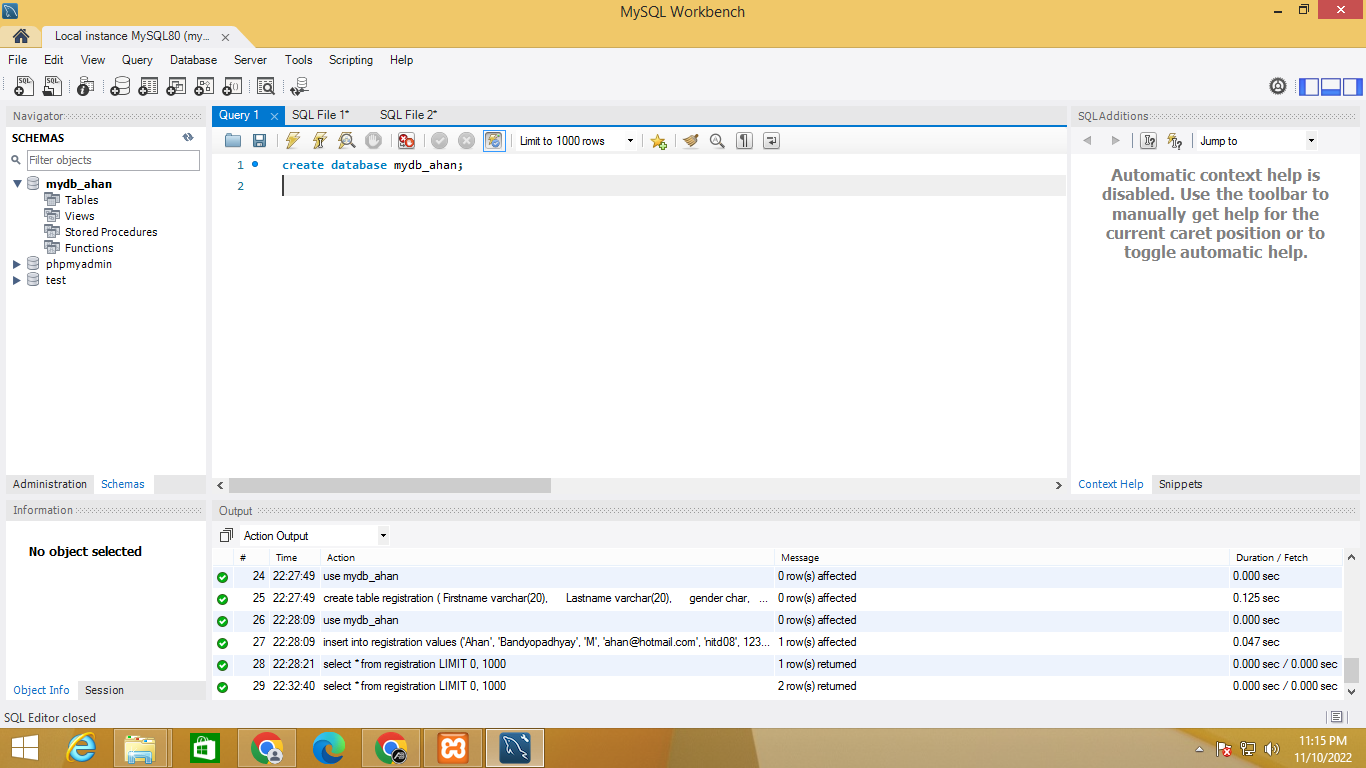 MySQL Workbench
Local instance MySQL80 (my... ×
File Edit View Query Database Server Tools Scripting Help
Navigator
SCHEMAS
Filter objects
mydb_ahan
Tables
Views
Stored Procedures
Functions
phpmyadmin
test
Administration Schemas
Information
No object selected
Object Info Session
Query 1 × SQL File 1* SQL File 2*
Limit to 1000 rows
1 create database mydb_ahan;
2
SQLAdditions
Jump to
Automatic context help is
disabled. Use the toolbar to
manually get help for the
current caret position or to
toggle automatic help.
Context Help Snippets
Output
Action Output
# Time Action Message Duration / Fetch
24 22:27:49 use mydb_ahan 0 row(s) affected 0.000 sec
25 22:27:49 create table registration ( Firstname varchar(20), Lastname varchar(20), gender char, ... 0 row(s) affected 0.125 sec
26 22:28:09 use mydb_ahan 0 row(s) affected 0.000 sec
27 22:28:09 insert into registration values ('Ahan', 'Bandyopadhyay', 'M', 'ahan@hotmail.com', 'nitd08', 123... 1 row(s) affected 0.047 sec
28 22:28:21 select * from registration LIMIT 0, 1000 1 row(s) returned 0.000 sec / 0.000 sec
29 22:32:40 select * from registration LIMIT 0, 1000 2 row(s) returned 0.000 sec / 0.000 sec
SQL Editor closed
11:15 PM
11/10/2022